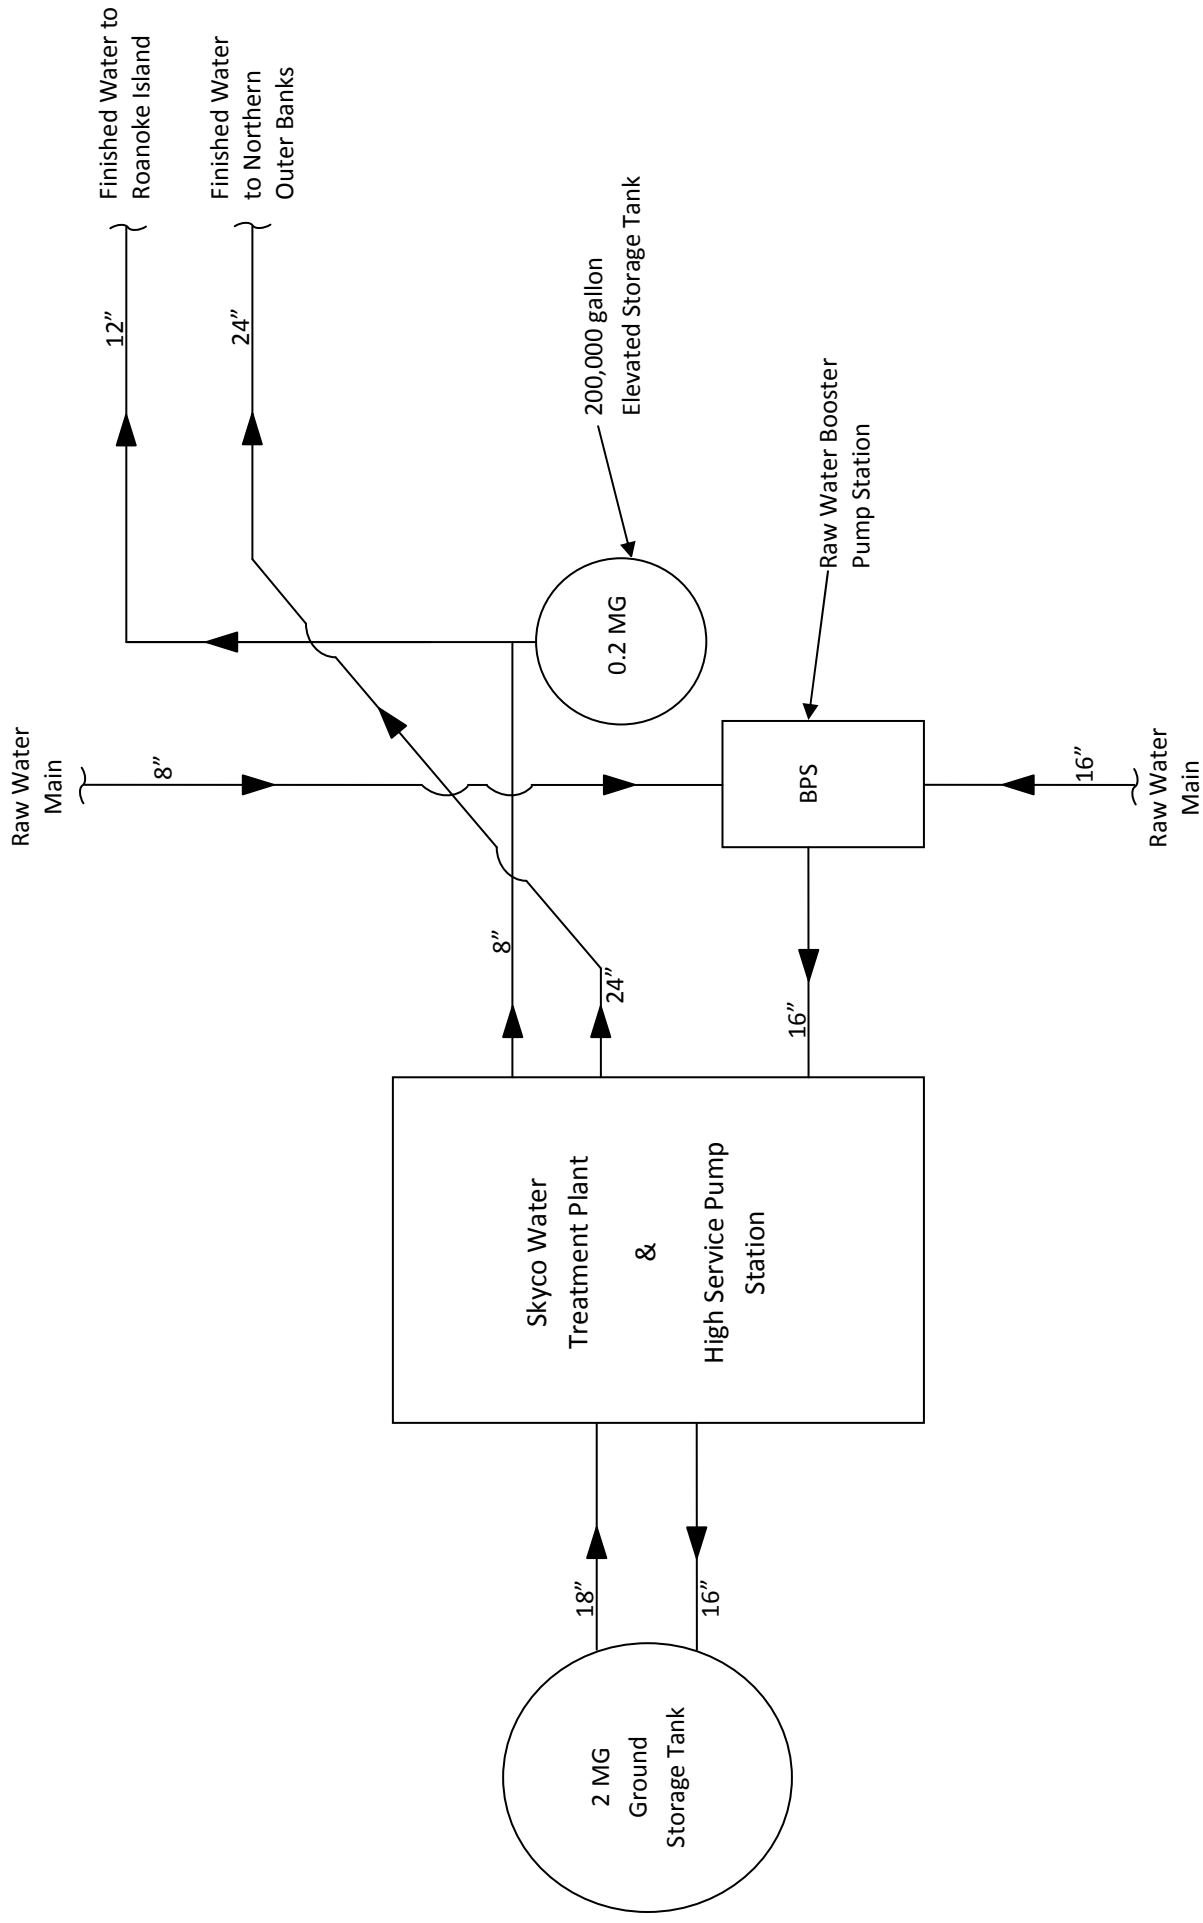 Raw Water
Main
8”
Finished Water to
Roanoke Island
12”
Finished Water
to Northern
Outer Banks
24”
200,000 gallon
Elevated Storage Tank
0.2 MG
Raw Water Booster
Pump Station
BPS
16”
Raw Water
Main
8”
24”
16”
Skyco Water
Treatment Plant
&
High Service Pump
Station
18”
16”
2 MG
Ground
Storage Tank